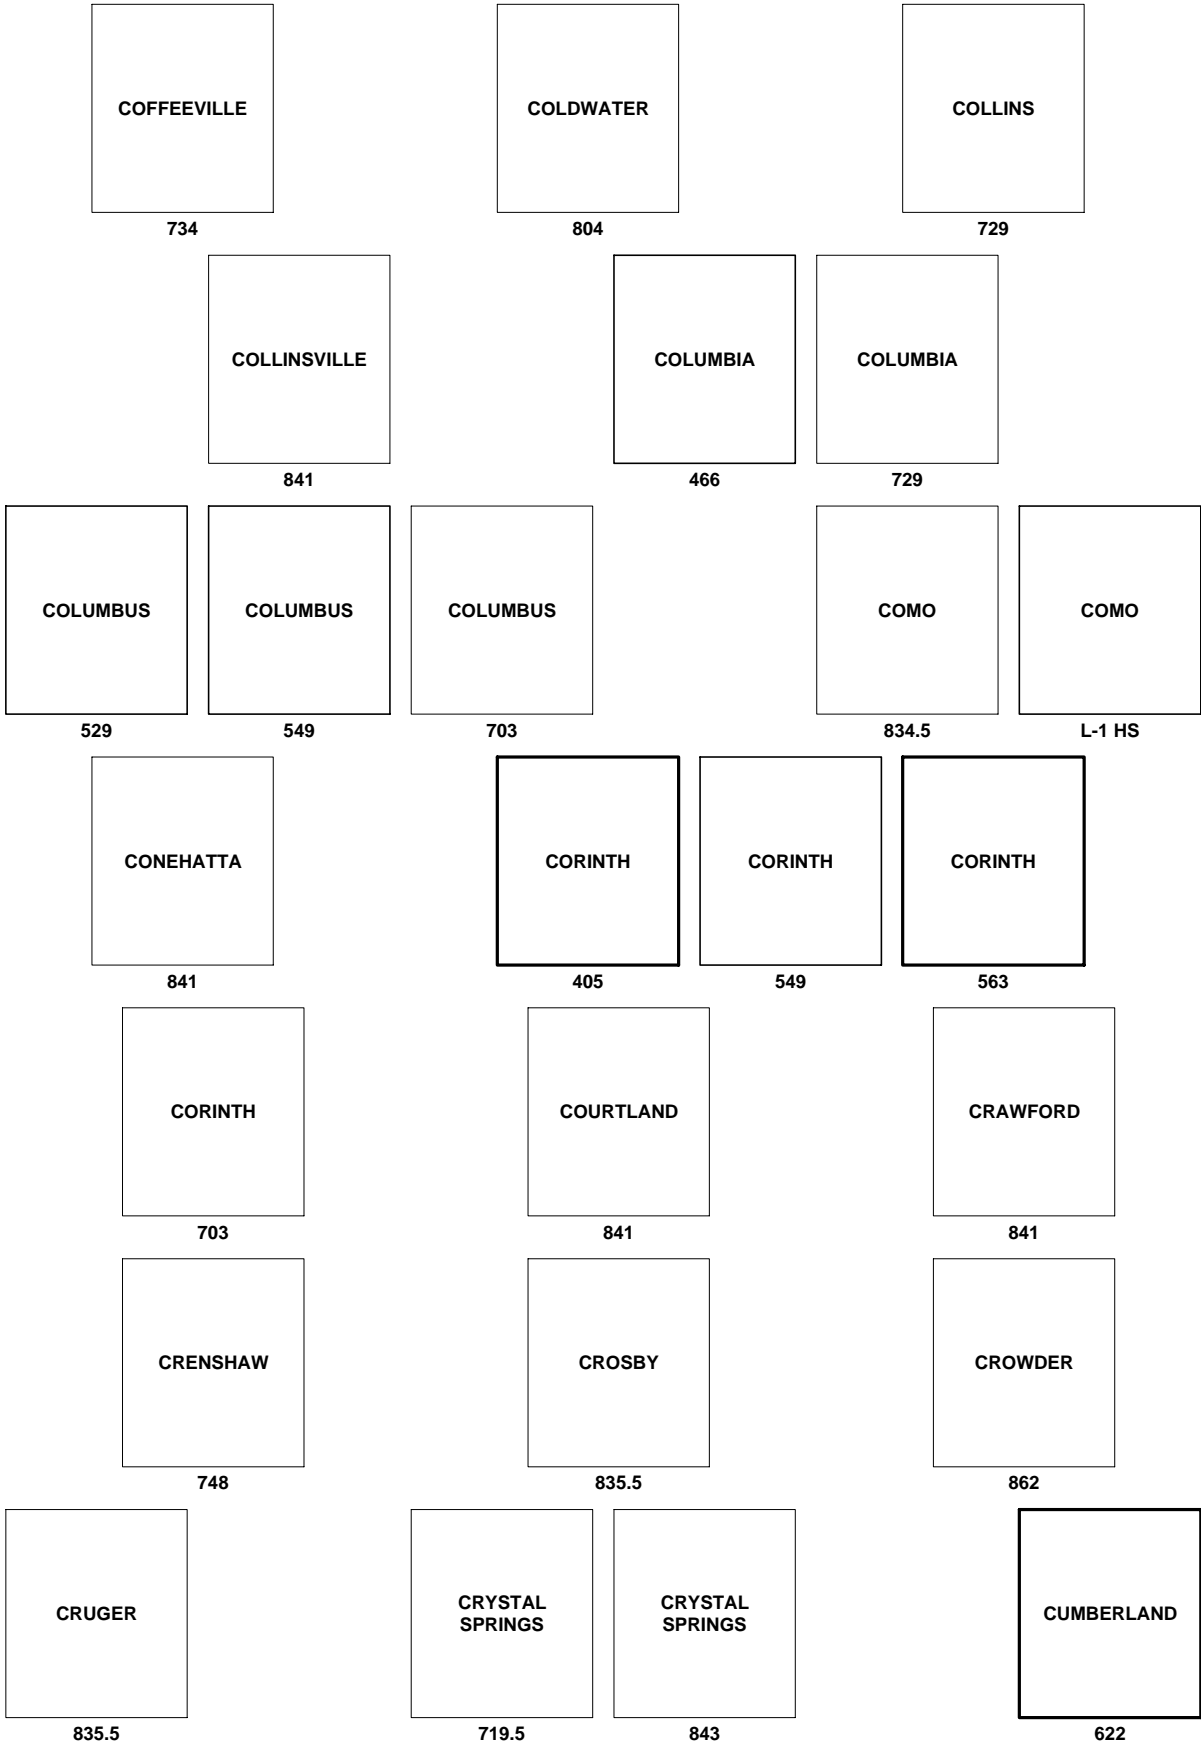 COFFEEVILLE
COLDWATER
COLLINS
734
804
729
COLLINSVILLE
COLUMBIA
COLUMBIA
841
466
729
COLUMBUS
COLUMBUS
COLUMBUS
COMO
COMO
529
549
703
834.5
L-1 HS
CONEHATTA
CORINTH
CORINTH
CORINTH
841
405
549
563
CORINTH
COURTLAND
CRAWFORD
703
841
841
CRENSHAW
CROSBY
CROWDER
748
835.5
862
CRUGER
CRYSTAL
SPRINGS
CRYSTAL
SPRINGS
CUMBERLAND
835.5
719.5
843
622